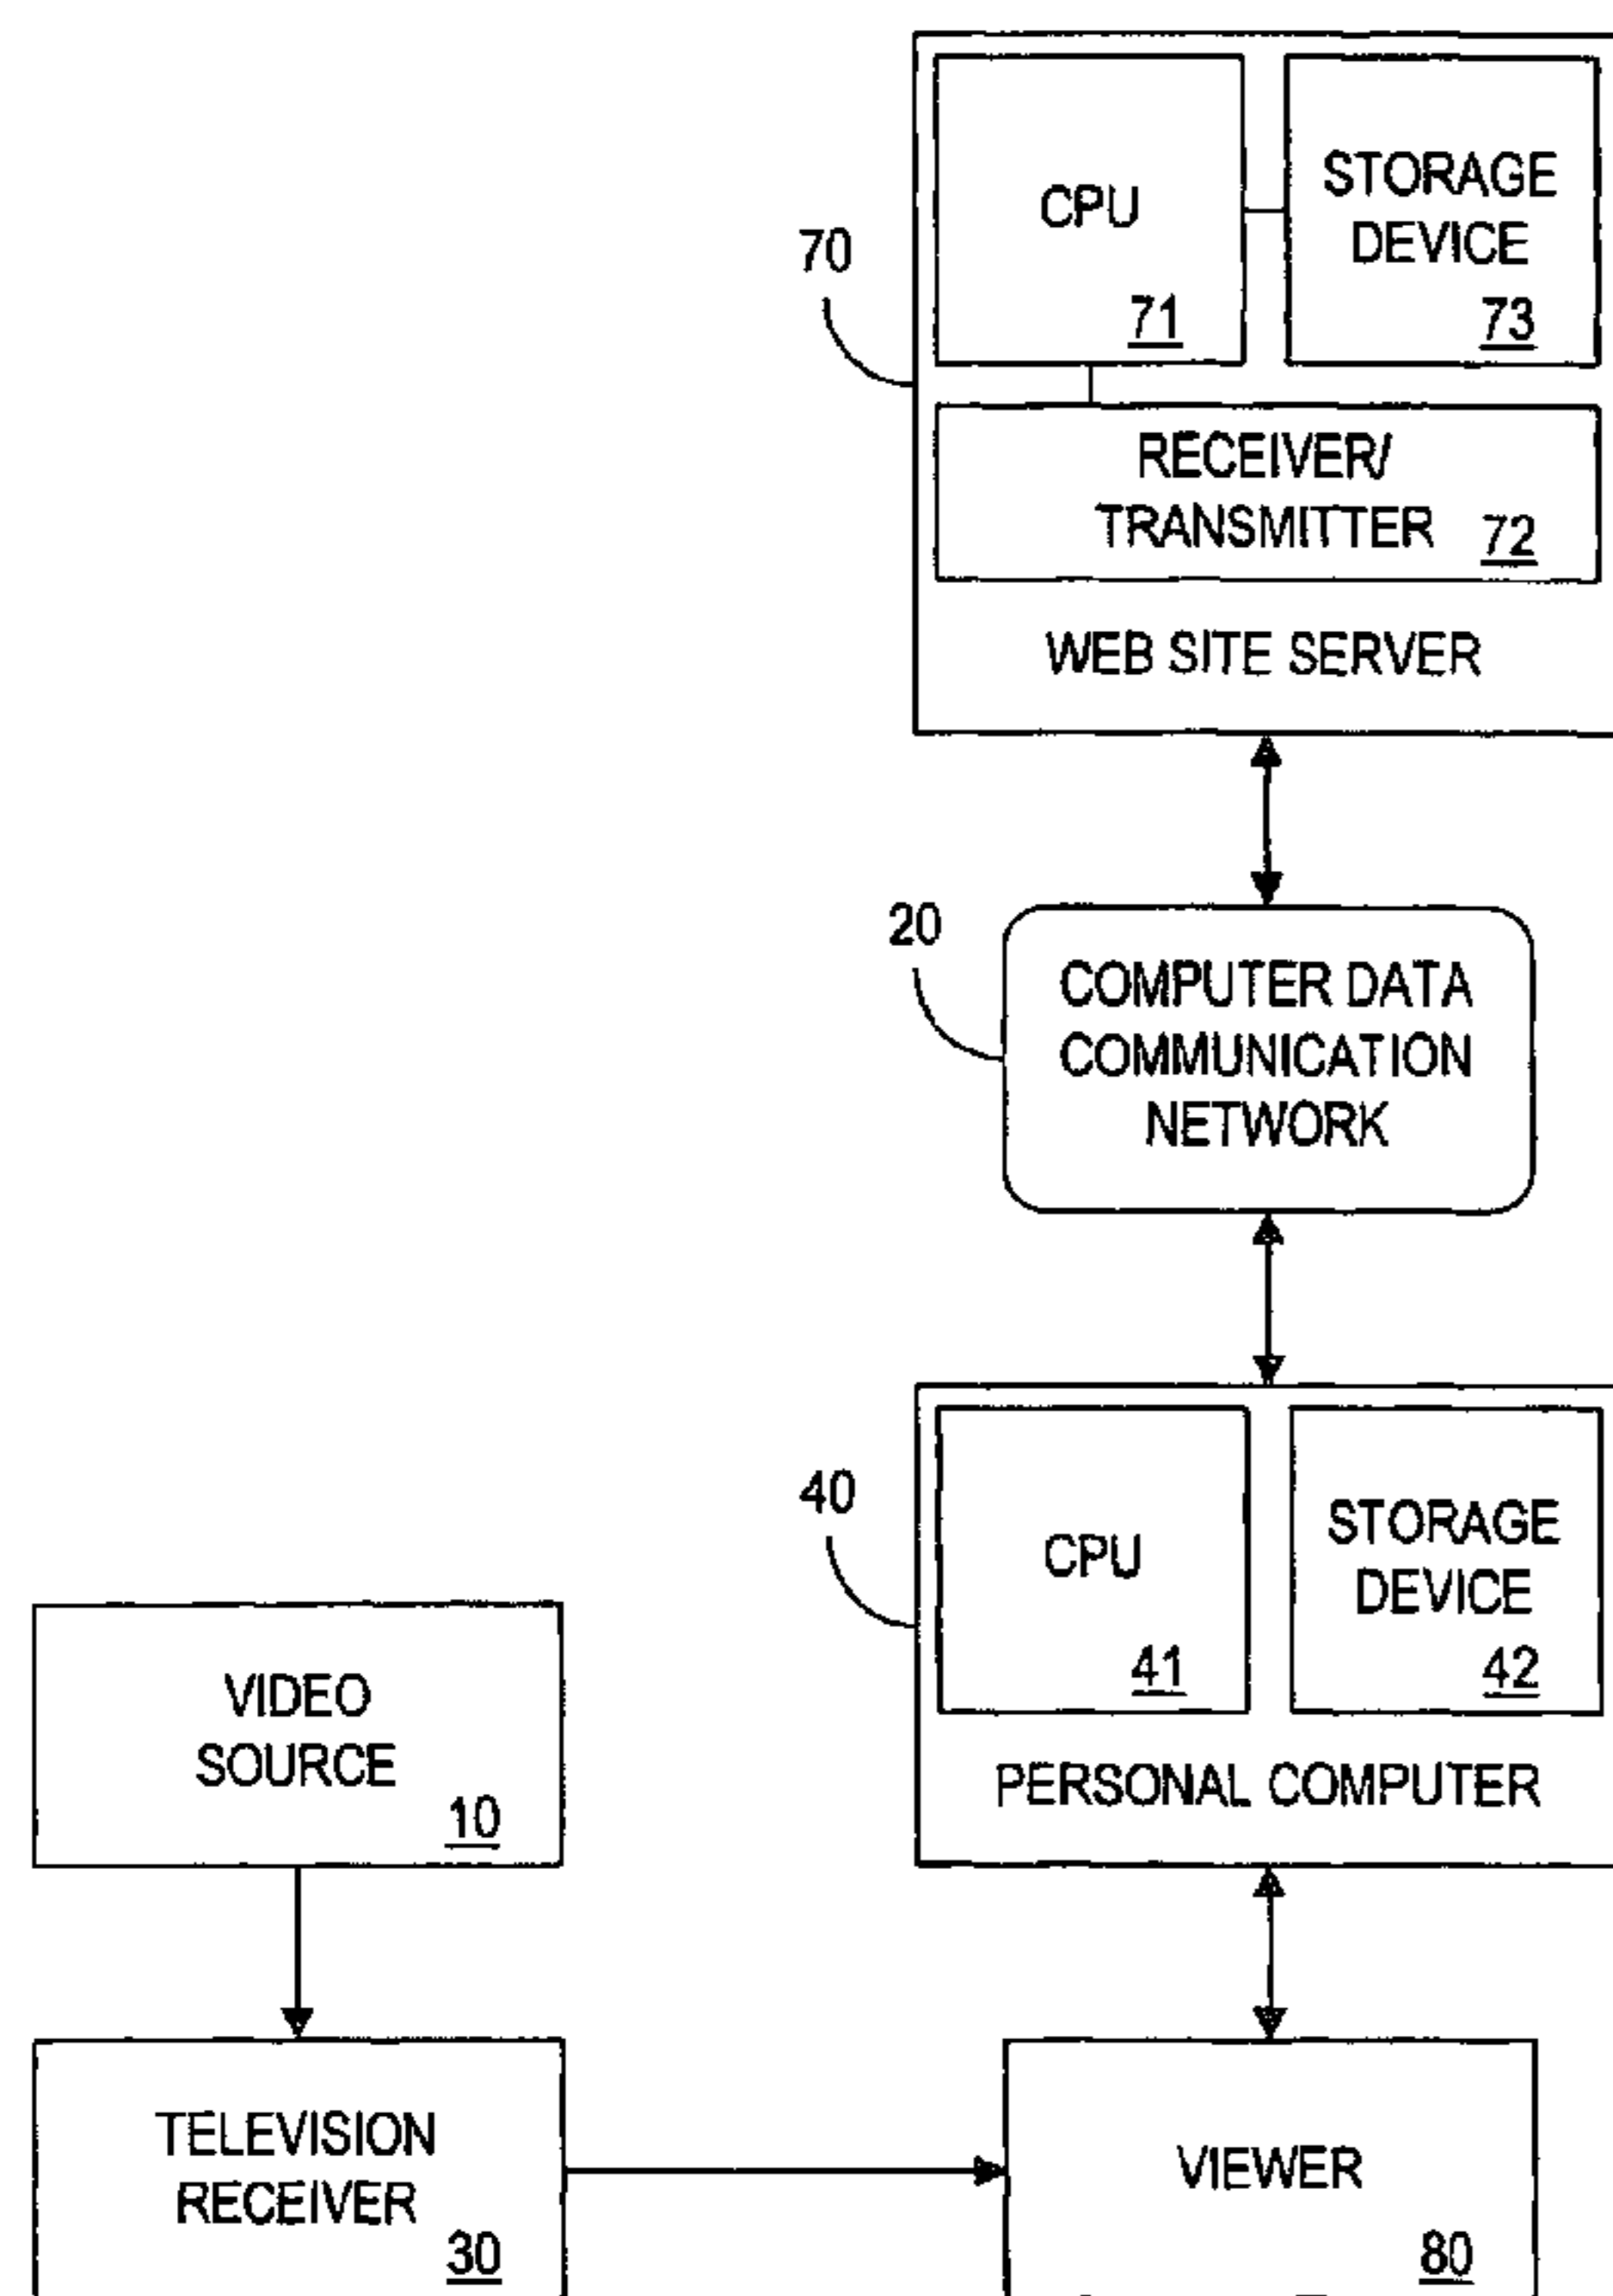 CPU
71
STORAGE
DEVICE
73
70
RECEIVER/
TRANSMITTER 72
WEB SITE SERVER
20
COMPUTER DATA
COMMUNICATION
NETWORK
40
CPU
41
STORAGE
DEVICE
42
PERSONAL COMPUTER
VIDEO
SOURCE
10
TELEVISION
RECEIVER
30
VIEWER
80